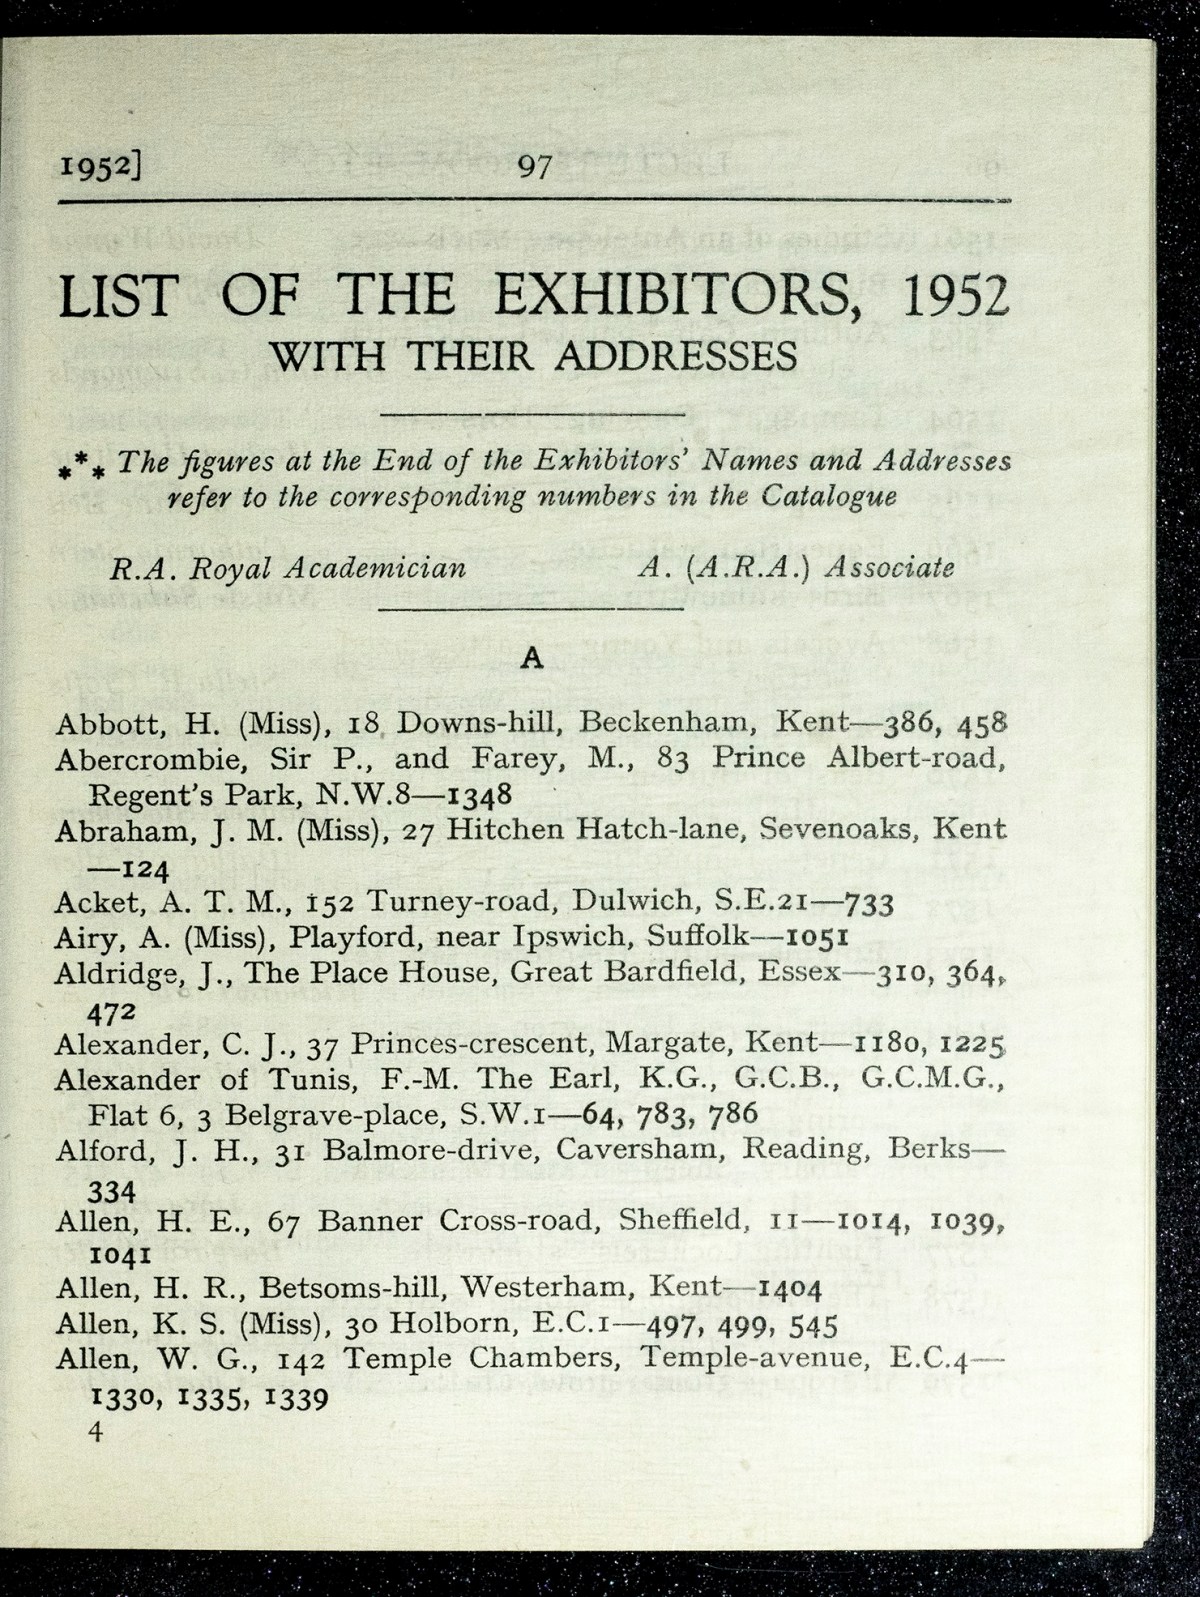 1952]
97
LIST OF THE EXHIBITORS, 1952
WITH THEIR ADDRESSES
*** The figures at the End of the Exhibitors' Names and Addresses
refer to the corresponding numbers in the Catalogue
R.A. Royal Academician A. (A.R.A.) Associate
A
Abbott, H. (Miss), 18 Downs-hill, Beckenham, Kent—386, 458
Abercrombie, Sir P., and Farey, M., 83 Prince Albert-road,
Regent's Park, N.W.8—1348
Abraham, J. M. (Miss), 27 Hitchen Hatch-lane, Sevenoaks, Kent
—124
Acket, A. T. M., 152 Turney-road, Dulwich, S.E.21—733
Airy, A. (Miss), Playford, near Ipswich, Suffolk—1051
Aldridge, J., The Place House, Great Bardfield, Essex—310, 364,
472
Alexander, C. J., 37 Princes-crescent, Margate, Kent—1180, 1225
Alexander of Tunis, F.-M. The Earl, K.G., G.C.B., G.C.M.G.,
Flat 6, 3 Belgrave-place, S.W.1—64, 783, 786
Alford, J. H., 31 Balmore-drive, Caversham, Reading, Berks—
334
Allen, H. E., 67 Banner Cross-road, Sheffield, 11—1014, 1039,
1041
Allen, H. R., Betsoms-hill, Westerham, Kent—1404
Allen, K. S. (Miss), 30 Holborn, E.C.1—497, 499, 545
Allen, W. G., 142 Temple Chambers, Temple-avenue, E.C.4—
1330, 1335, 1339
4